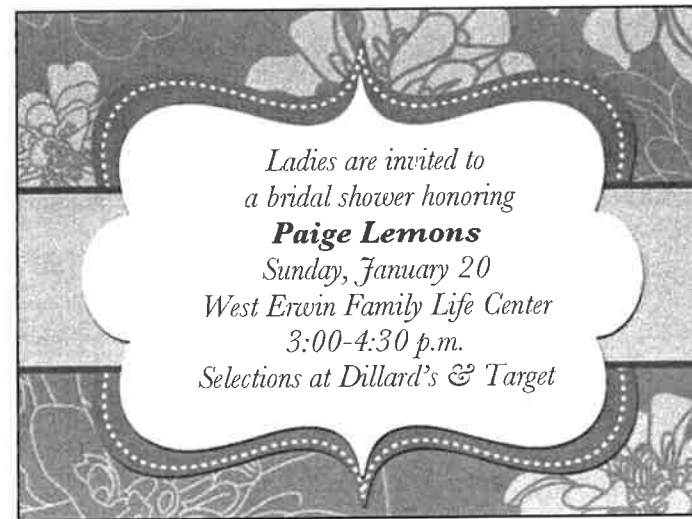 Ladies are invited to
a bridal shower honoring
Paige Lemons
Sunday, January 20
West Erwin Family Life Center
3:00-4:30 p.m.
Selections at Dillard's & Target